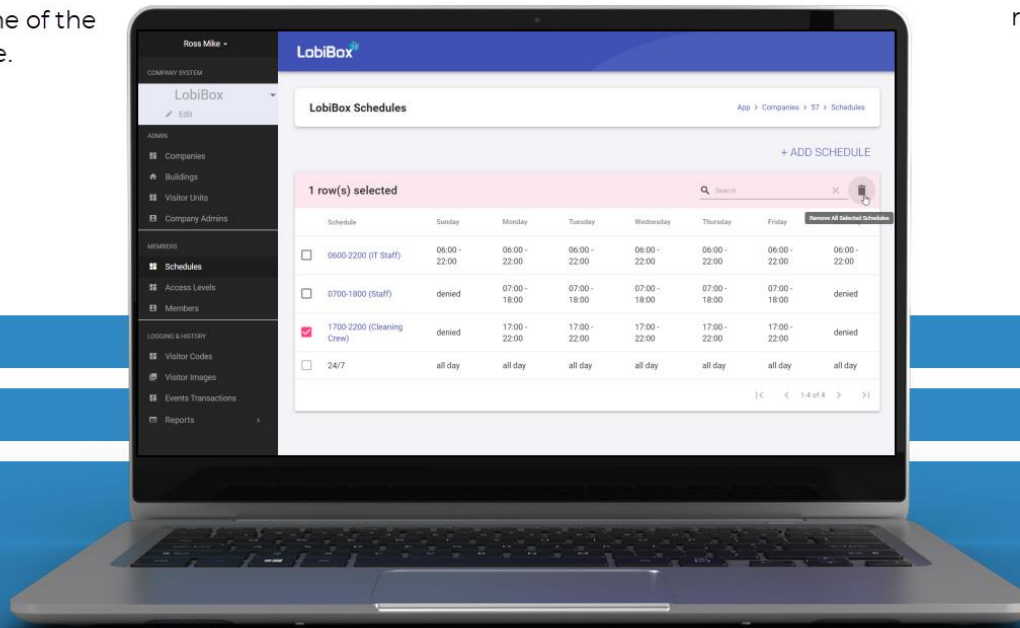 ne of the
e.
r
Ross Mike
COMPANY SYSTEM
LobiBox
Edit
ADMIN
Companies
Buildings
Visitor Units
Company Admins
MEMBERS
Schedules
Access Levels
Members
LOGGING & HISTORY
Visitor Codes
Visitor Images
Events Transactions
Reports >
LobiBox
LobiBox Schedules App > Companies > 57 > Schedules
+ ADD SCHEDULE
1 row(s) selected Search
Remove All Selected Schedules
Schedule Sunday Monday Tuesday Wednesday Thursday Friday
0600-2200 (IT Staff) 06:00 - 06:00 - 06:00 - 06:00 - 06:00 - 06:00 - 06:00 -
22:00 22:00 22:00 22:00 22:00 22:00 22:00
0700-1800 (Staff) denied 07:00 - 07:00 - 07:00 - 07:00 - 07:00 - denied
18:00 18:00 18:00 18:00 18:00
1700-2200 (Cleaning denied 17:00 - 17:00 - 17:00 - 17:00 - 17:00 - denied
Crew) 22:00 22:00 22:00 22:00 22:00
24/7 all day all day all day all day all day all day all day
1-4 of 4